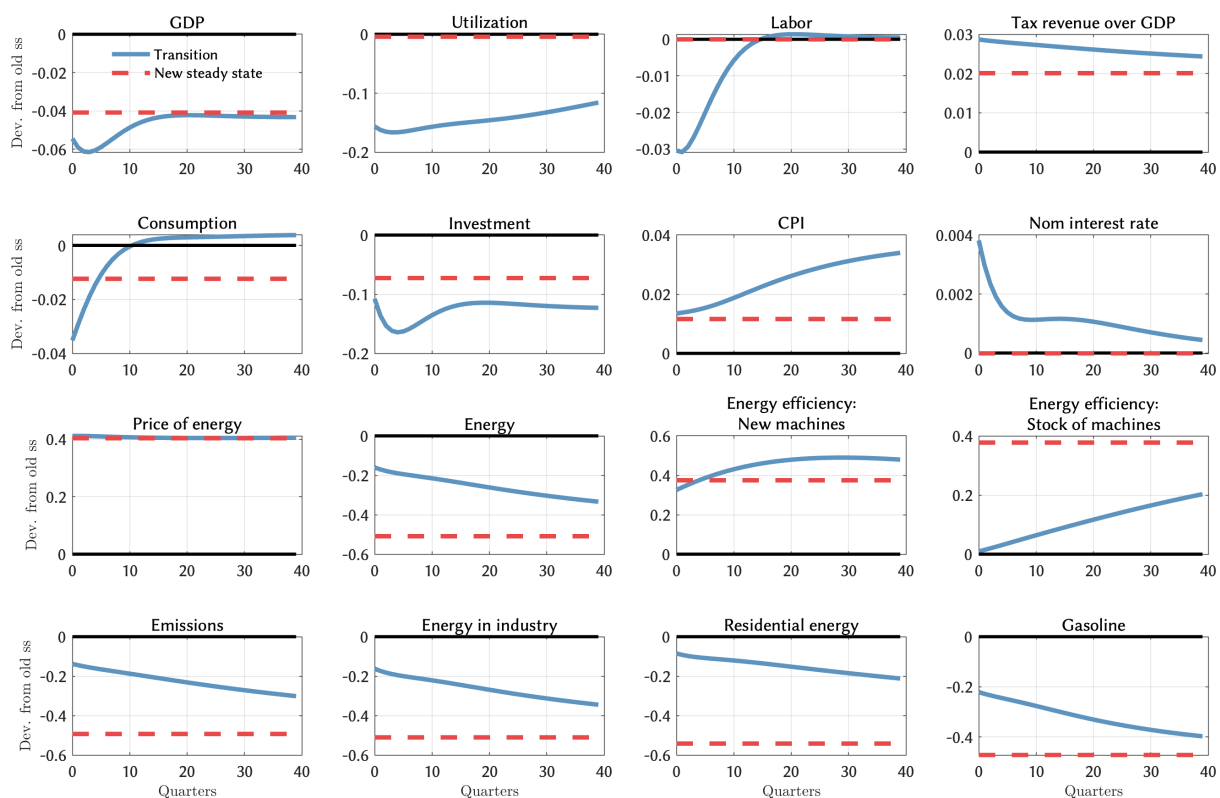 GDP
Utilization
Labor
Tax revenue over GDP
Dev. from old ss
Transition
New steady state
0
-0.02
-0.04
-0.06
0 10 20 30 40
0
-0.1
-0.2
0 10 20 30 40
0
-0.01
-0.02
-0.03
0 10 20 30 40
0.03
0.02
0.01
0
0 10 20 30 40
Consumption
Investment
CPI
Nom interest rate
Dev. from old ss
0
-0.02
-0.04
0 10 20 30 40
0
-0.1
-0.2
0 10 20 30 40
0.04
0.02
0
0 10 20 30 40
0.004
0.002
0
0 10 20 30 40
Price of energy
Energy
Energy efficiency:
New machines
Energy efficiency:
Stock of machines
Dev. from old ss
0.4
0.2
0
0 10 20 30 40
0
-0.2
-0.4
-0.6
0 10 20 30 40
0.6
0.4
0.2
0
0 10 20 30 40
0.4
0.2
0
0 10 20 30 40
Emissions
Energy in industry
Residential energy
Gasoline
Dev. from old ss
0
-0.2
-0.4
-0.6
0 10 20 30 40
Quarters
0
-0.2
-0.4
-0.6
0 10 20 30 40
Quarters
0
-0.2
-0.4
-0.6
0 10 20 30 40
Quarters
0
-0.2
-0.4
0 10 20 30 40
Quarters